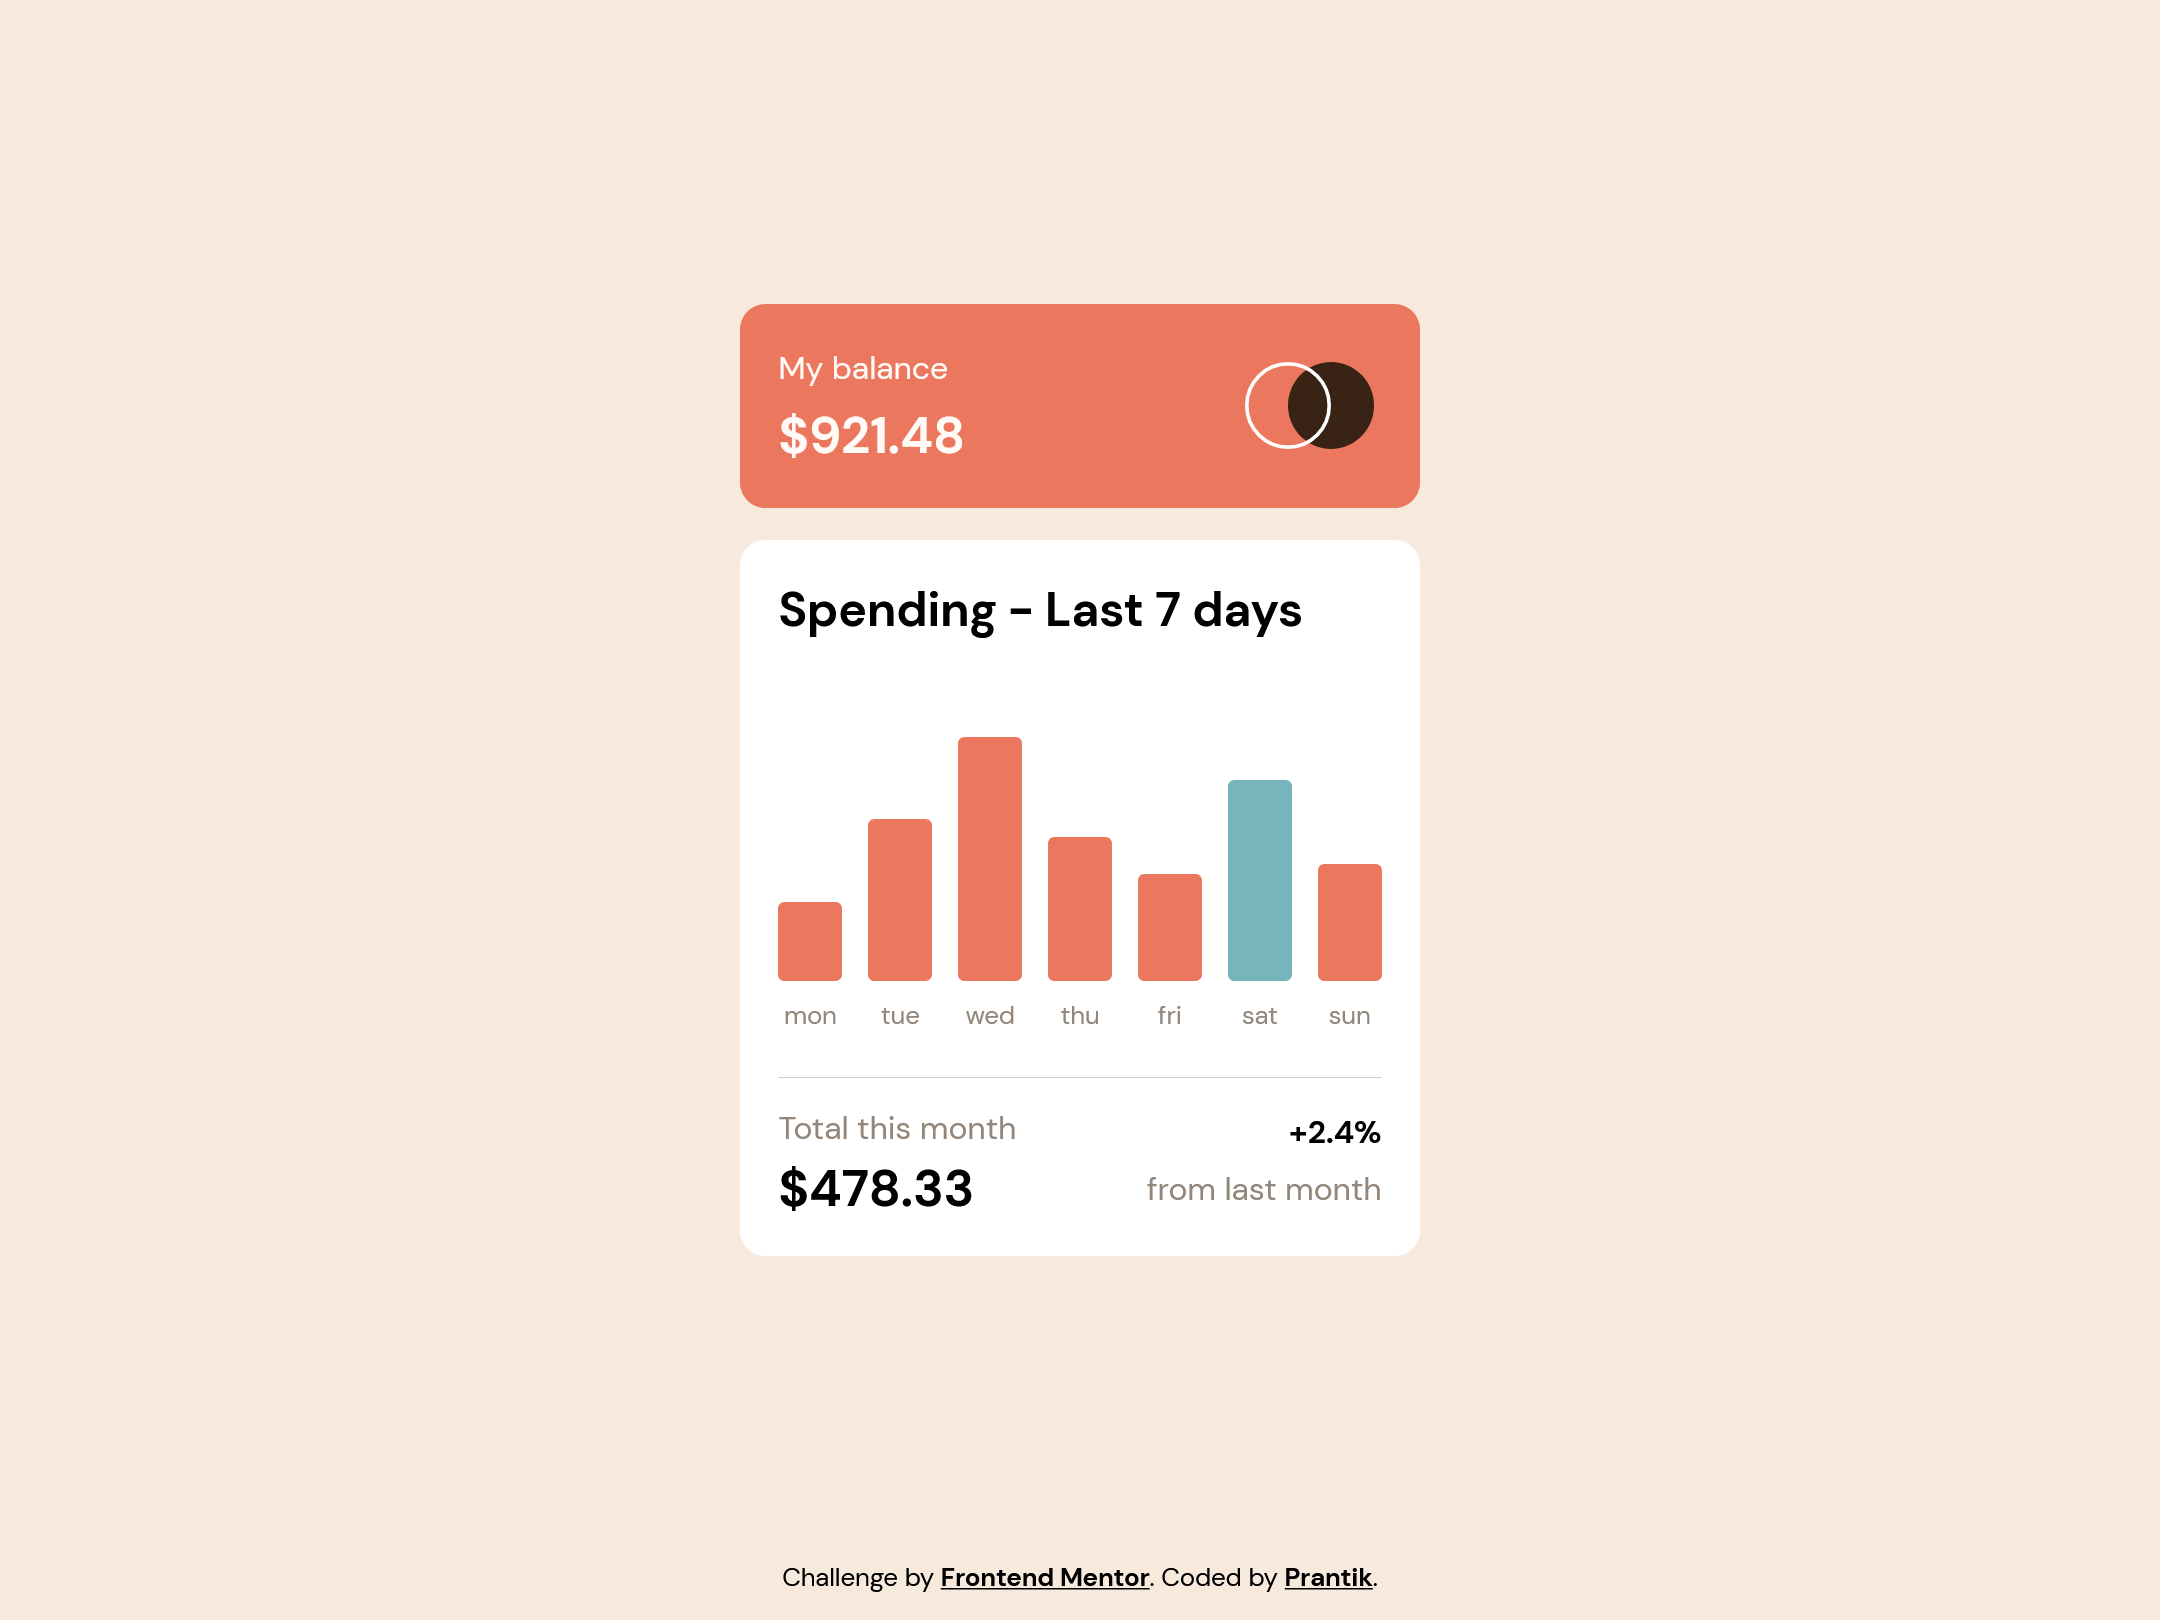 My balance
$921.48
Spending - Last 7 days
mon tue wed thu fri sat sun
Total this month
$478.33
+2.4%
from last month
Challenge by Frontend Mentor. Coded by Prantik.